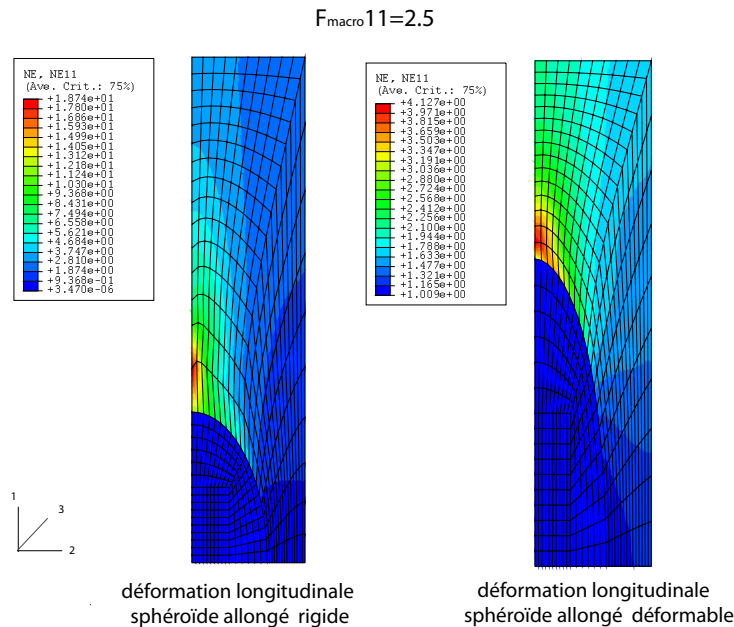 Fmacro11=2.5
NE, NE11
(Ave. Crit.: 75%)
+1.874e+01
+1.780e+01
+1.686e+01
+1.593e+01
+1.499e+01
+1.405e+01
+1.312e+01
+1.218e+01
+1.124e+01
+1.030e+01
+9.368e+00
+8.431e+00
+7.494e+00
+6.558e+00
+5.621e+00
+4.684e+00
+3.747e+00
+2.810e+00
+1.874e+00
+9.368e-01
+3.470e-06
NE, NE11
(Ave. Crit.: 75%)
+4.127e+00
+3.971e+00
+3.815e+00
+3.659e+00
+3.503e+00
+3.347e+00
+3.191e+00
+3.036e+00
+2.880e+00
+2.724e+00
+2.568e+00
+2.412e+00
+2.256e+00
+2.100e+00
+1.944e+00
+1.788e+00
+1.633e+00
+1.477e+00
+1.321e+00
+1.165e+00
+1.009e+00
1
3
2
déformation longitudinale
sphéroïde allongé rigide
déformation longitudinale
sphéroïde allongé déformable